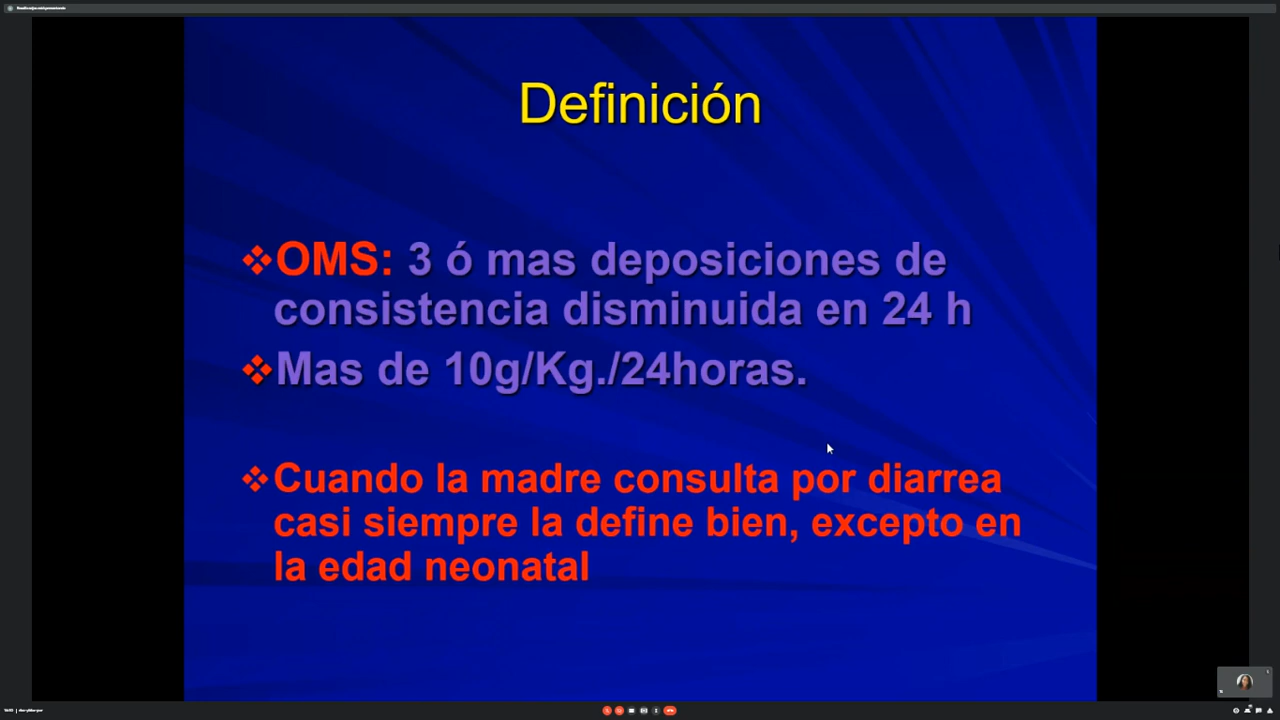 Definición
❖OMS: 3 ó mas deposiciones de
consistencia disminuida en 24 h
❖Mas de 10g/Kg./24horas.
❖Cuando la madre consulta por diarrea
casi siempre la define bien, excepto en
la edad neonatal